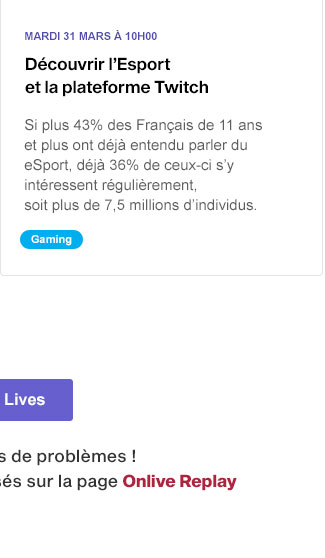 MARDI 31 MARS À 10H00
Découvrir l'Esport
et la plateforme Twitch
Si plus 43% des Français de 11 ans
et plus ont déjà entendu parler du
eSport, déjà 36% de ceux-ci s'y
intéressent régulièrement,
soit plus de 7,5 millions d'individus.
Gaming
Lives
de problèmes !
sur la page Onlive Replay